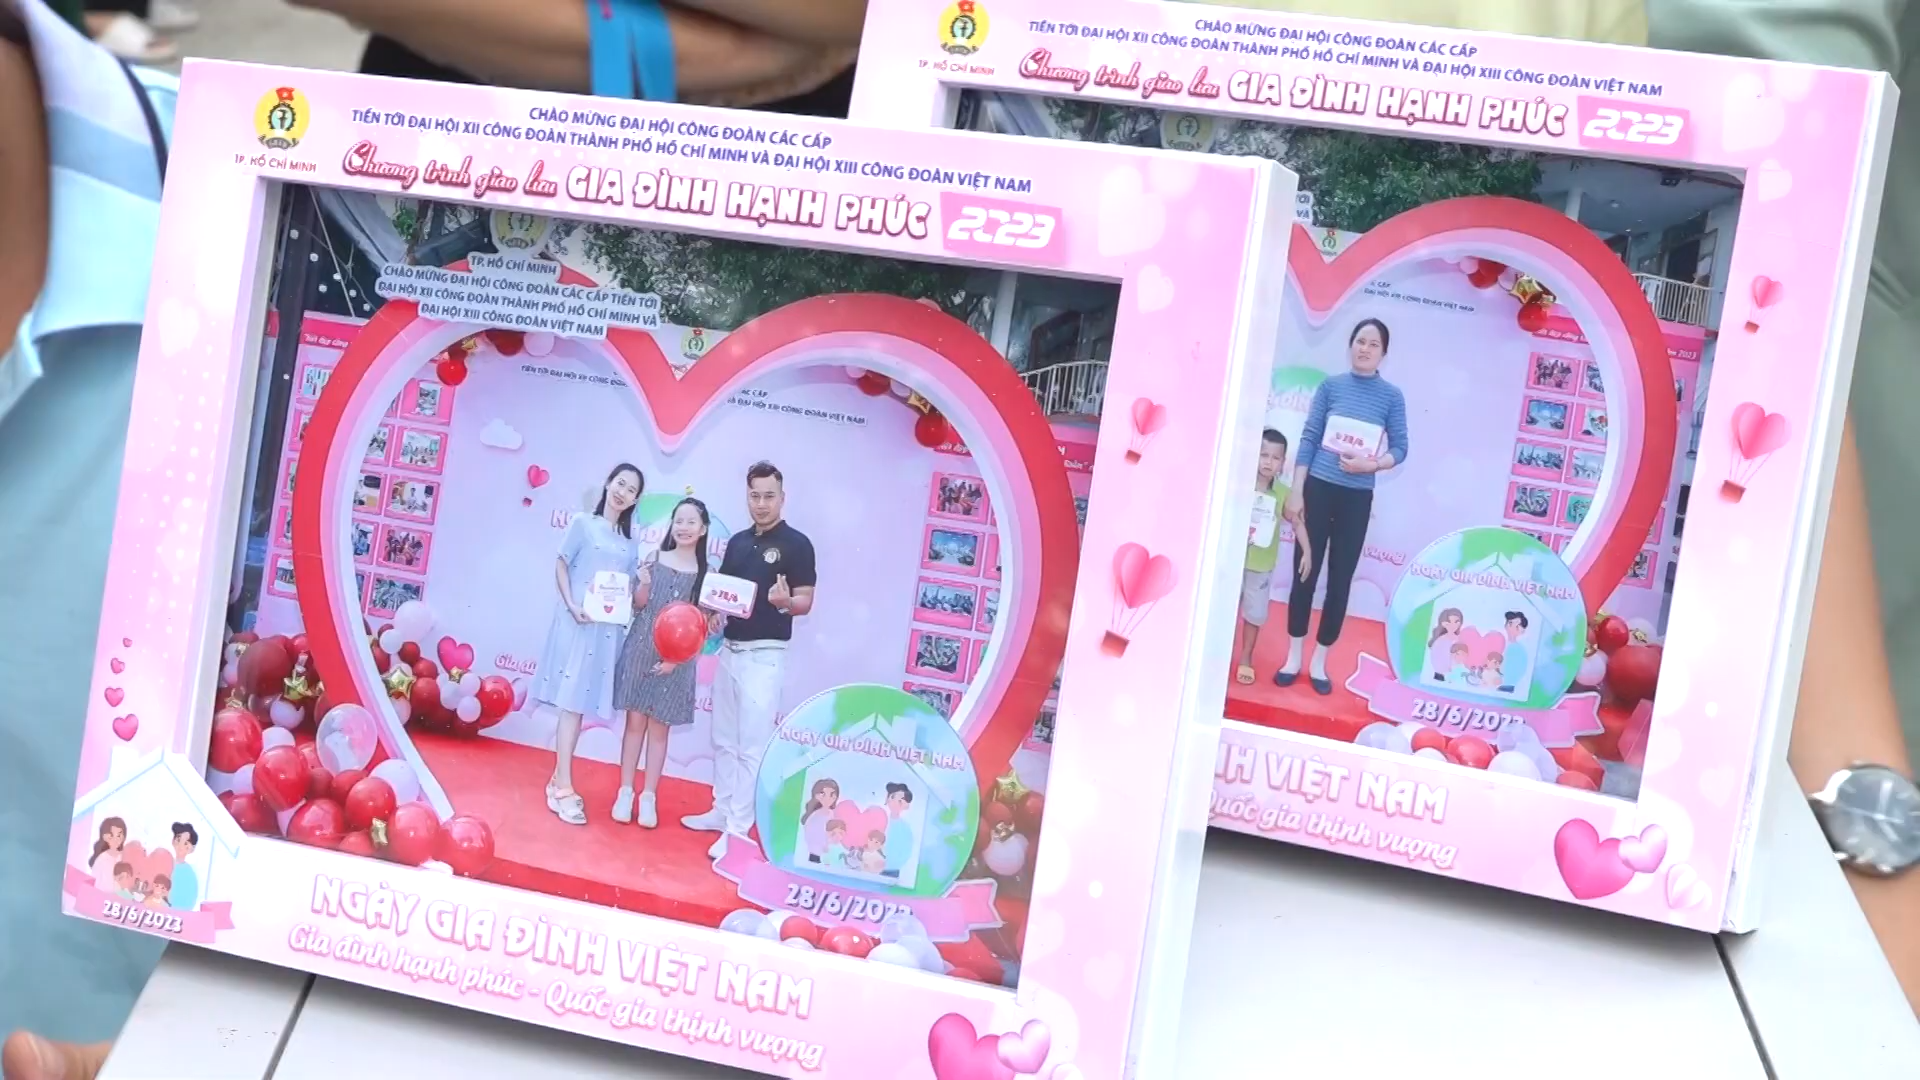 TP. HỒ CHÍ MINH
CHÀO MỪNG ĐẠI HỘI CÔNG ĐOÀN CÁC CẤP
TIẾN TỚI ĐẠI HỘI XII CÔNG ĐOÀN THÀNH PHỐ HỒ CHÍ MINH VÀ ĐẠI HỘI XIII CÔNG ĐOÀN VIỆT NAM
Chương trình giao lưu GIA ĐÌNH HẠNH PHÚC 2023
TP. HỒ CHÍ MINH
CHÀO MỪNG ĐẠI HỘI CÔNG ĐOÀN CÁC CẤP TIẾN TỚI
ĐẠI HỘI XII CÔNG ĐOÀN THÀNH PHỐ HỒ CHÍ MINH VÀ
ĐẠI HỘI XIII CÔNG ĐOÀN VIỆT NAM
28/6
NGÀY GIA ĐÌNH VIỆT NAM
28/6/2023
28/6/2023
NGÀY GIA ĐÌNH VIỆT NAM
Gia đình hạnh phúc - Quốc gia thịnh vượng
TP. HỒ CHÍ MINH
CHÀO MỪNG ĐẠI HỘI CÔNG ĐOÀN CÁC CẤP
TIẾN TỚI ĐẠI HỘI XII CÔNG ĐOÀN THÀNH PHỐ HỒ CHÍ MINH VÀ ĐẠI HỘI XIII CÔNG ĐOÀN VIỆT NAM
Chương trình giao lưu GIA ĐÌNH HẠNH PHÚC 2023
28/6
NGÀY GIA ĐÌNH VIỆT NAM
28/6/2023
VIỆT NAM
Quốc gia thịnh vượng